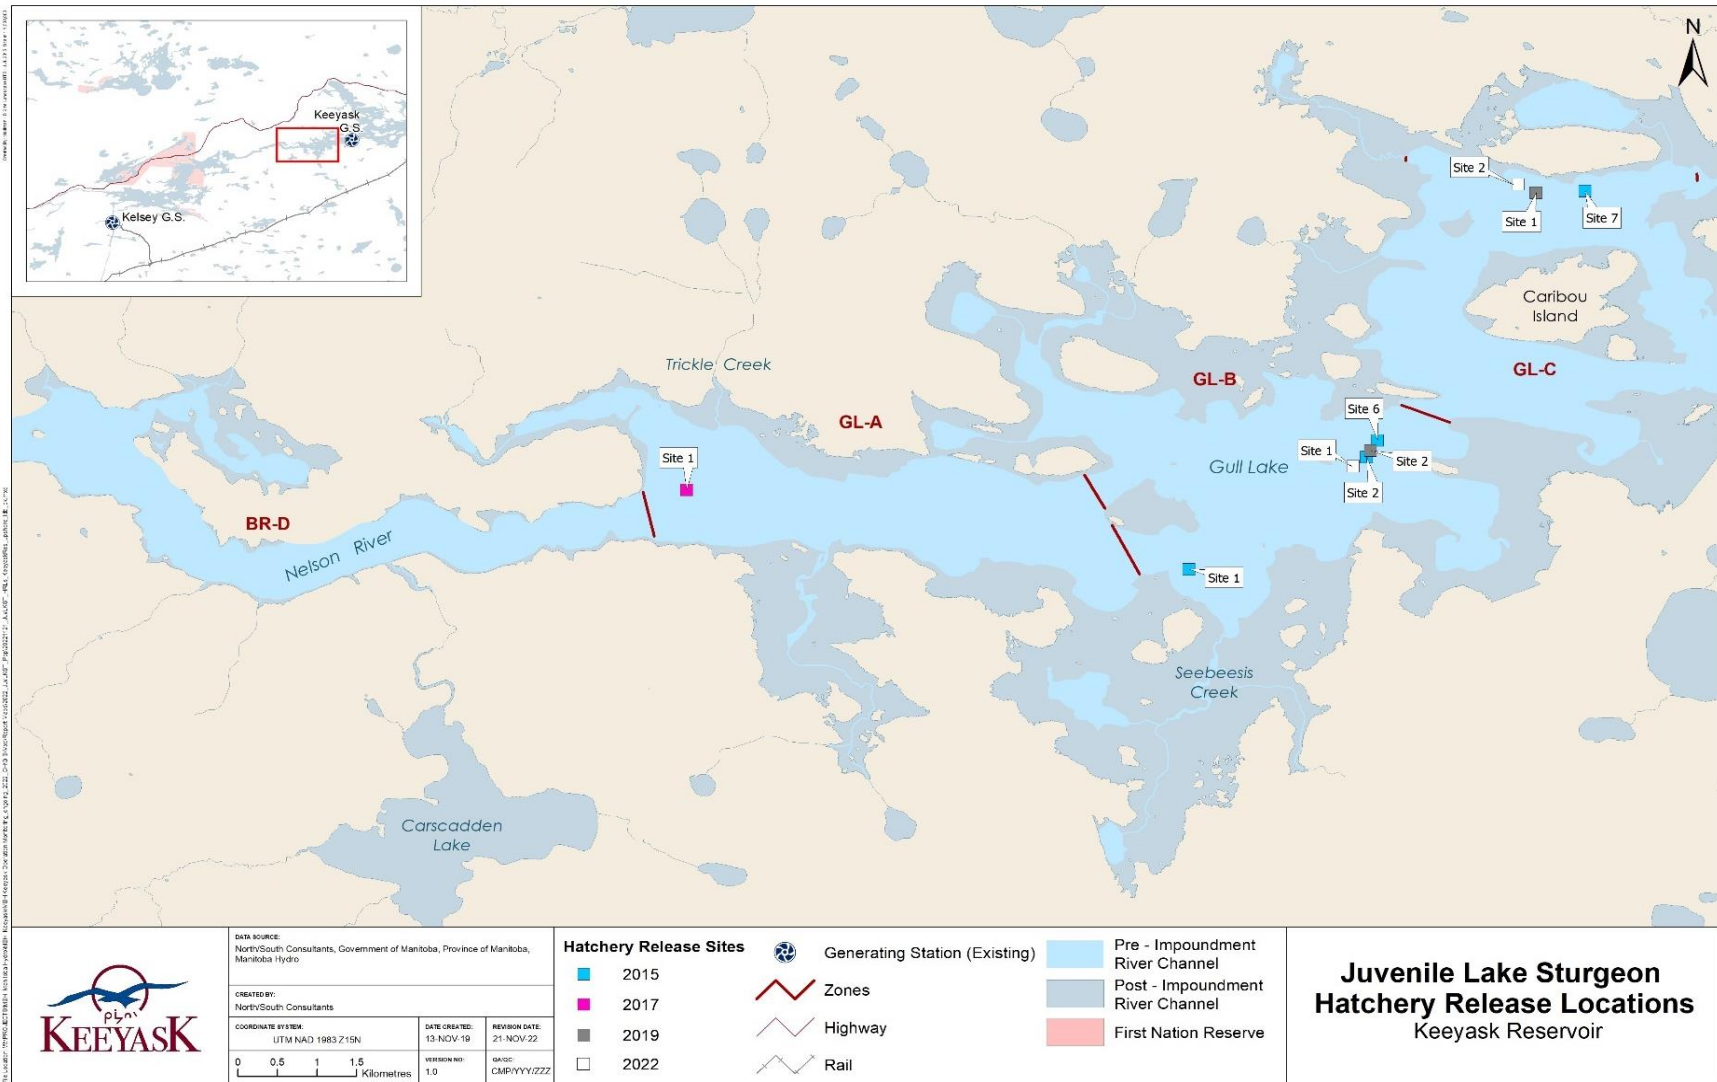 N
Keeyask
G.S.
Kelsey G.S.
Site 2
Site 1
Site 7
Caribou
Island
Trickle Creek
GL-B
GL-C
GL-A
Site 6
Site 1
Site 1
Site 2
Gull Lake
Site 2
BR-D
Nelson River
Site 1
Seebeesis
Creek
Carscadden
Lake
KEEYASK
DATA SOURCE:
North/South Consultants, Government of Manitoba, Province of Manitoba,
Manitoba Hydro
CREATED BY:
North/South Consultants
COORDINATE SYSTEM:
UTM NAD 1983 Z15N
DATE CREATED:
13-NOV-19
REVISION DATE:
21-NOV-22
0 0.5 1 1.5
Kilometres
VERSION NO:
1.0
QA/QC:
CMP/YYY/ZZZ
Hatchery Release Sites
2015
2017
2019
2022
Generating Station (Existing)
Zones
Highway
Rail
Pre - Impoundment
River Channel
Post - Impoundment
River Channel
First Nation Reserve
Juvenile Lake Sturgeon
Hatchery Release Locations
Keeyask Reservoir